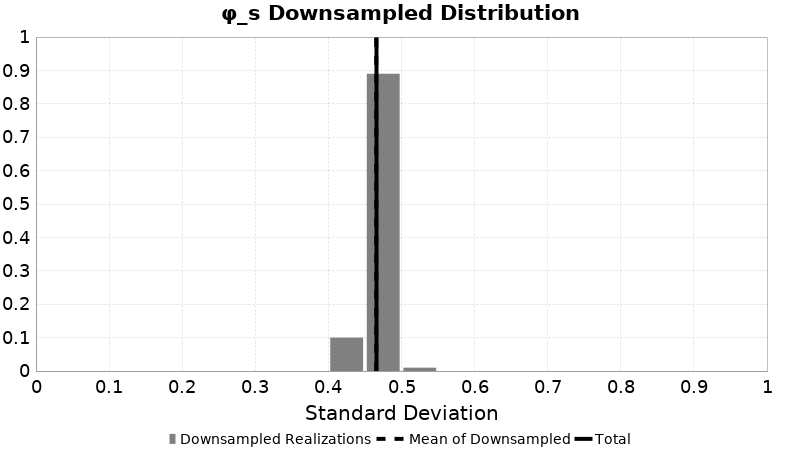 φ_s Downsampled Distribution
1
0.9
0.8
0.7
0.6
0.5
0.4
0.3
0.2
0.1
0
0 0.1 0.2 0.3 0.4 0.5 0.6 0.7 0.8 0.9 1
Standard Deviation
Downsampled Realizations Mean of Downsampled Total